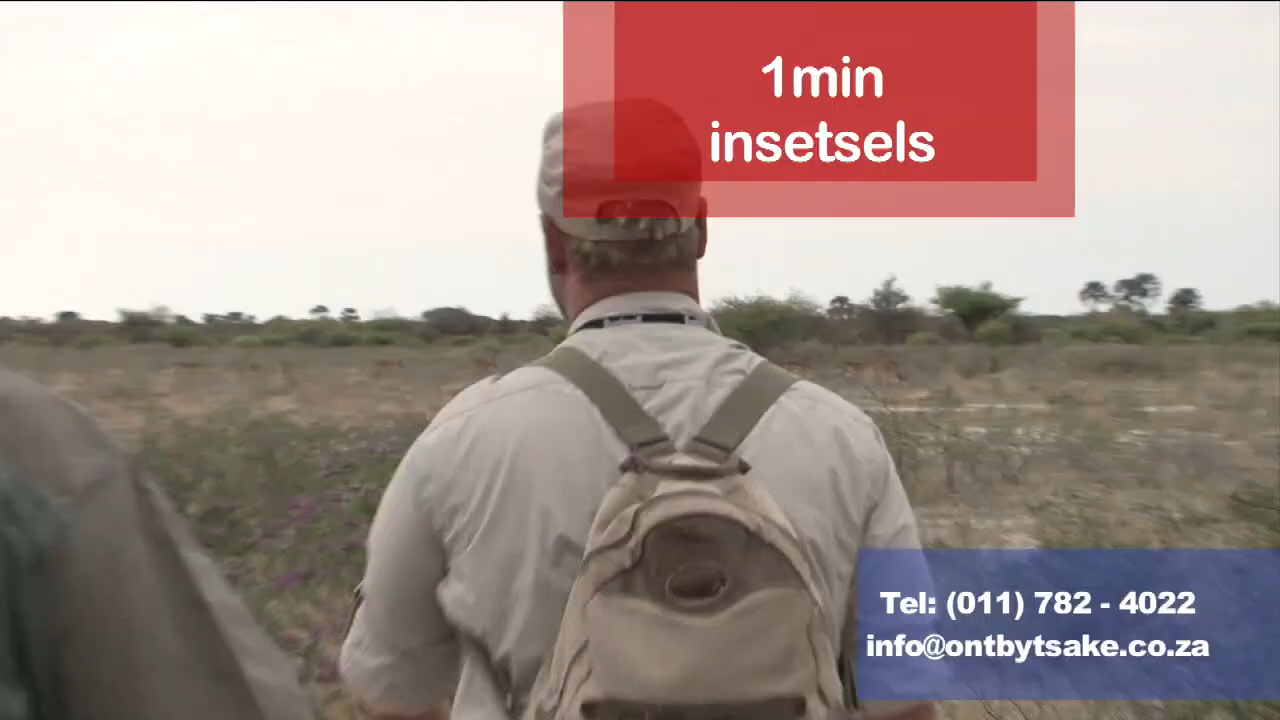 1min
insetsels
Tel: (011) 782 - 4022
info@ontbytsake.co.za